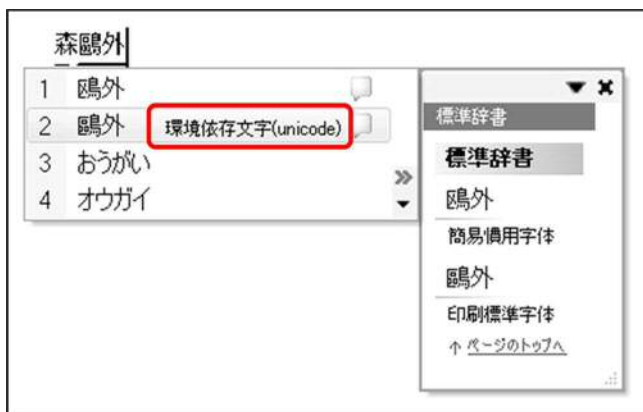 森鷗外
1 鴎外
2 鷗外 環境依存文字(unicode)
3 おうがい
4 オウガイ
標準辞書
標準辞書
鴎外
簡易慣用字体
鷗外
印刷標準字体
↑ ページのトップへ